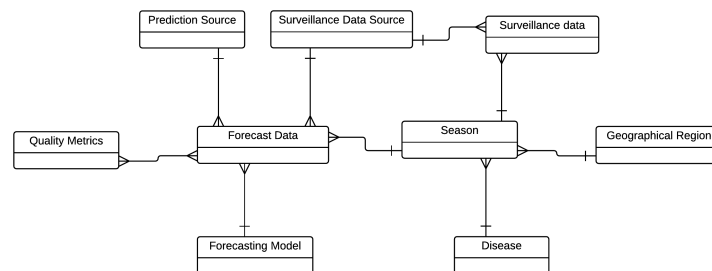 Prediction Source
Surveillance Data Source
Surveillance data
Quality Metrics
Forecast Data
Season
Geographical Region
Forecasting Model
Disease